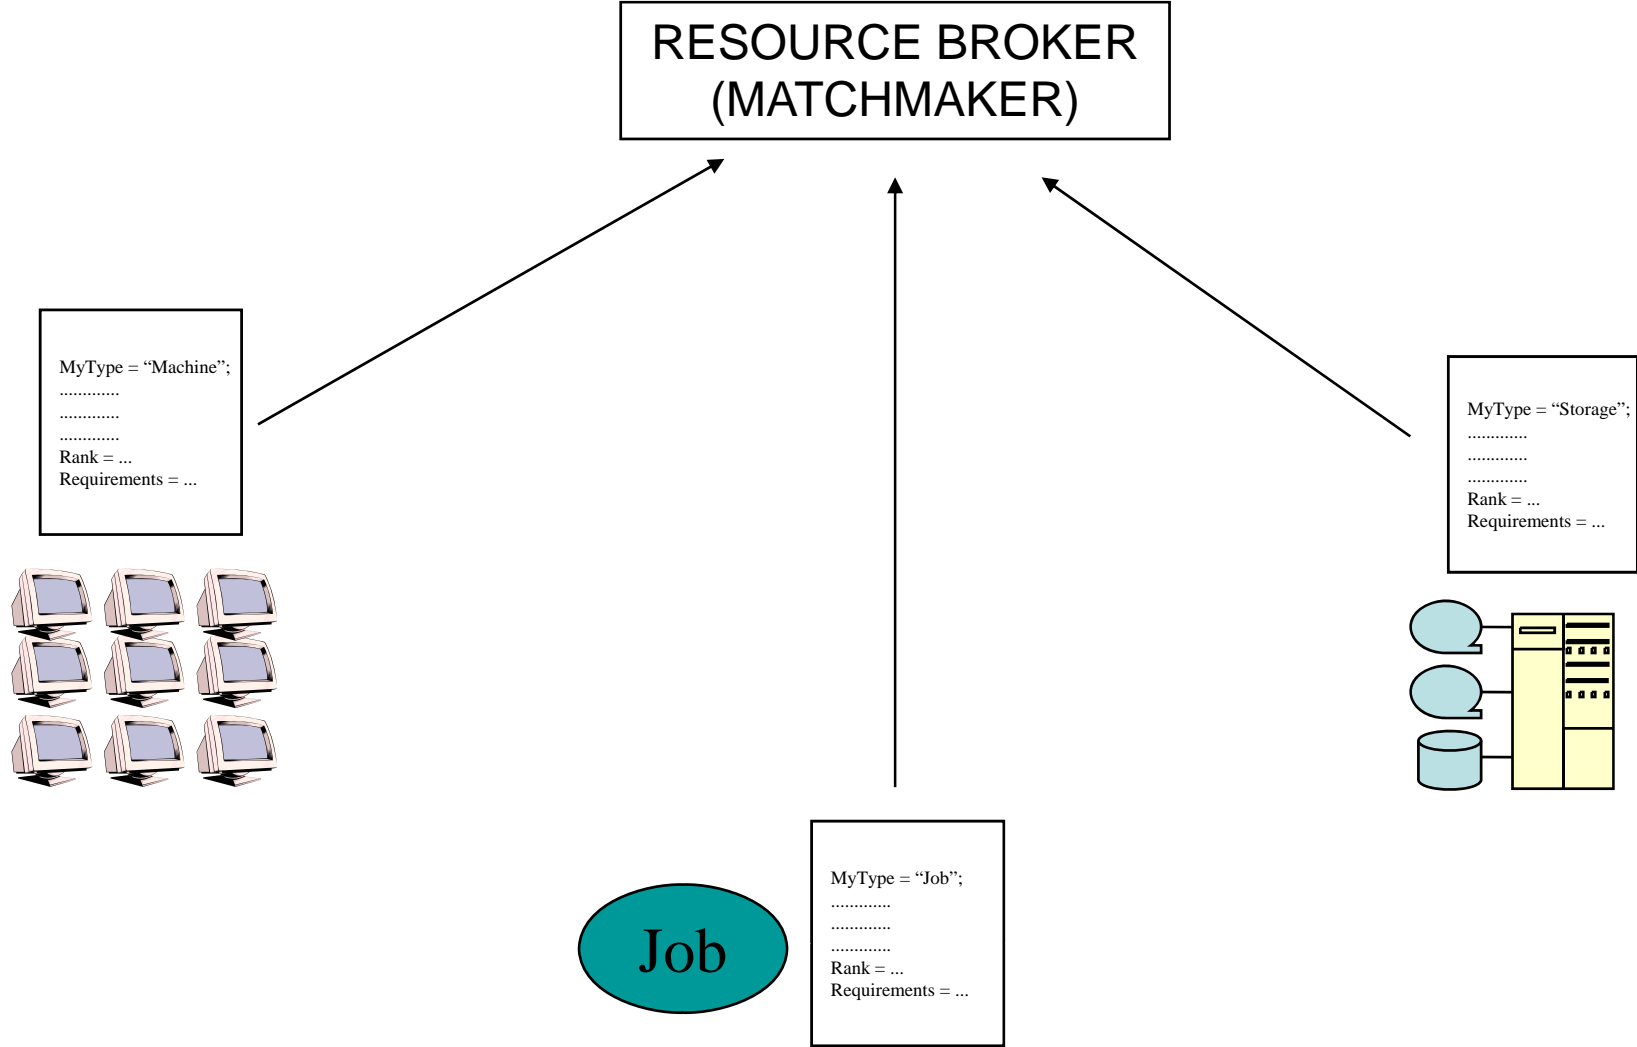 RESOURCE BROKER
(MATCHMAKER)
MyType = “Machine”;
.............
.............
.............
Rank = ...
Requirements = ...
MyType = “Storage”;
.............
.............
.............
Rank = ...
Requirements = ...
Job
MyType = “Job”;
.............
.............
.............
Rank = ...
Requirements = ...